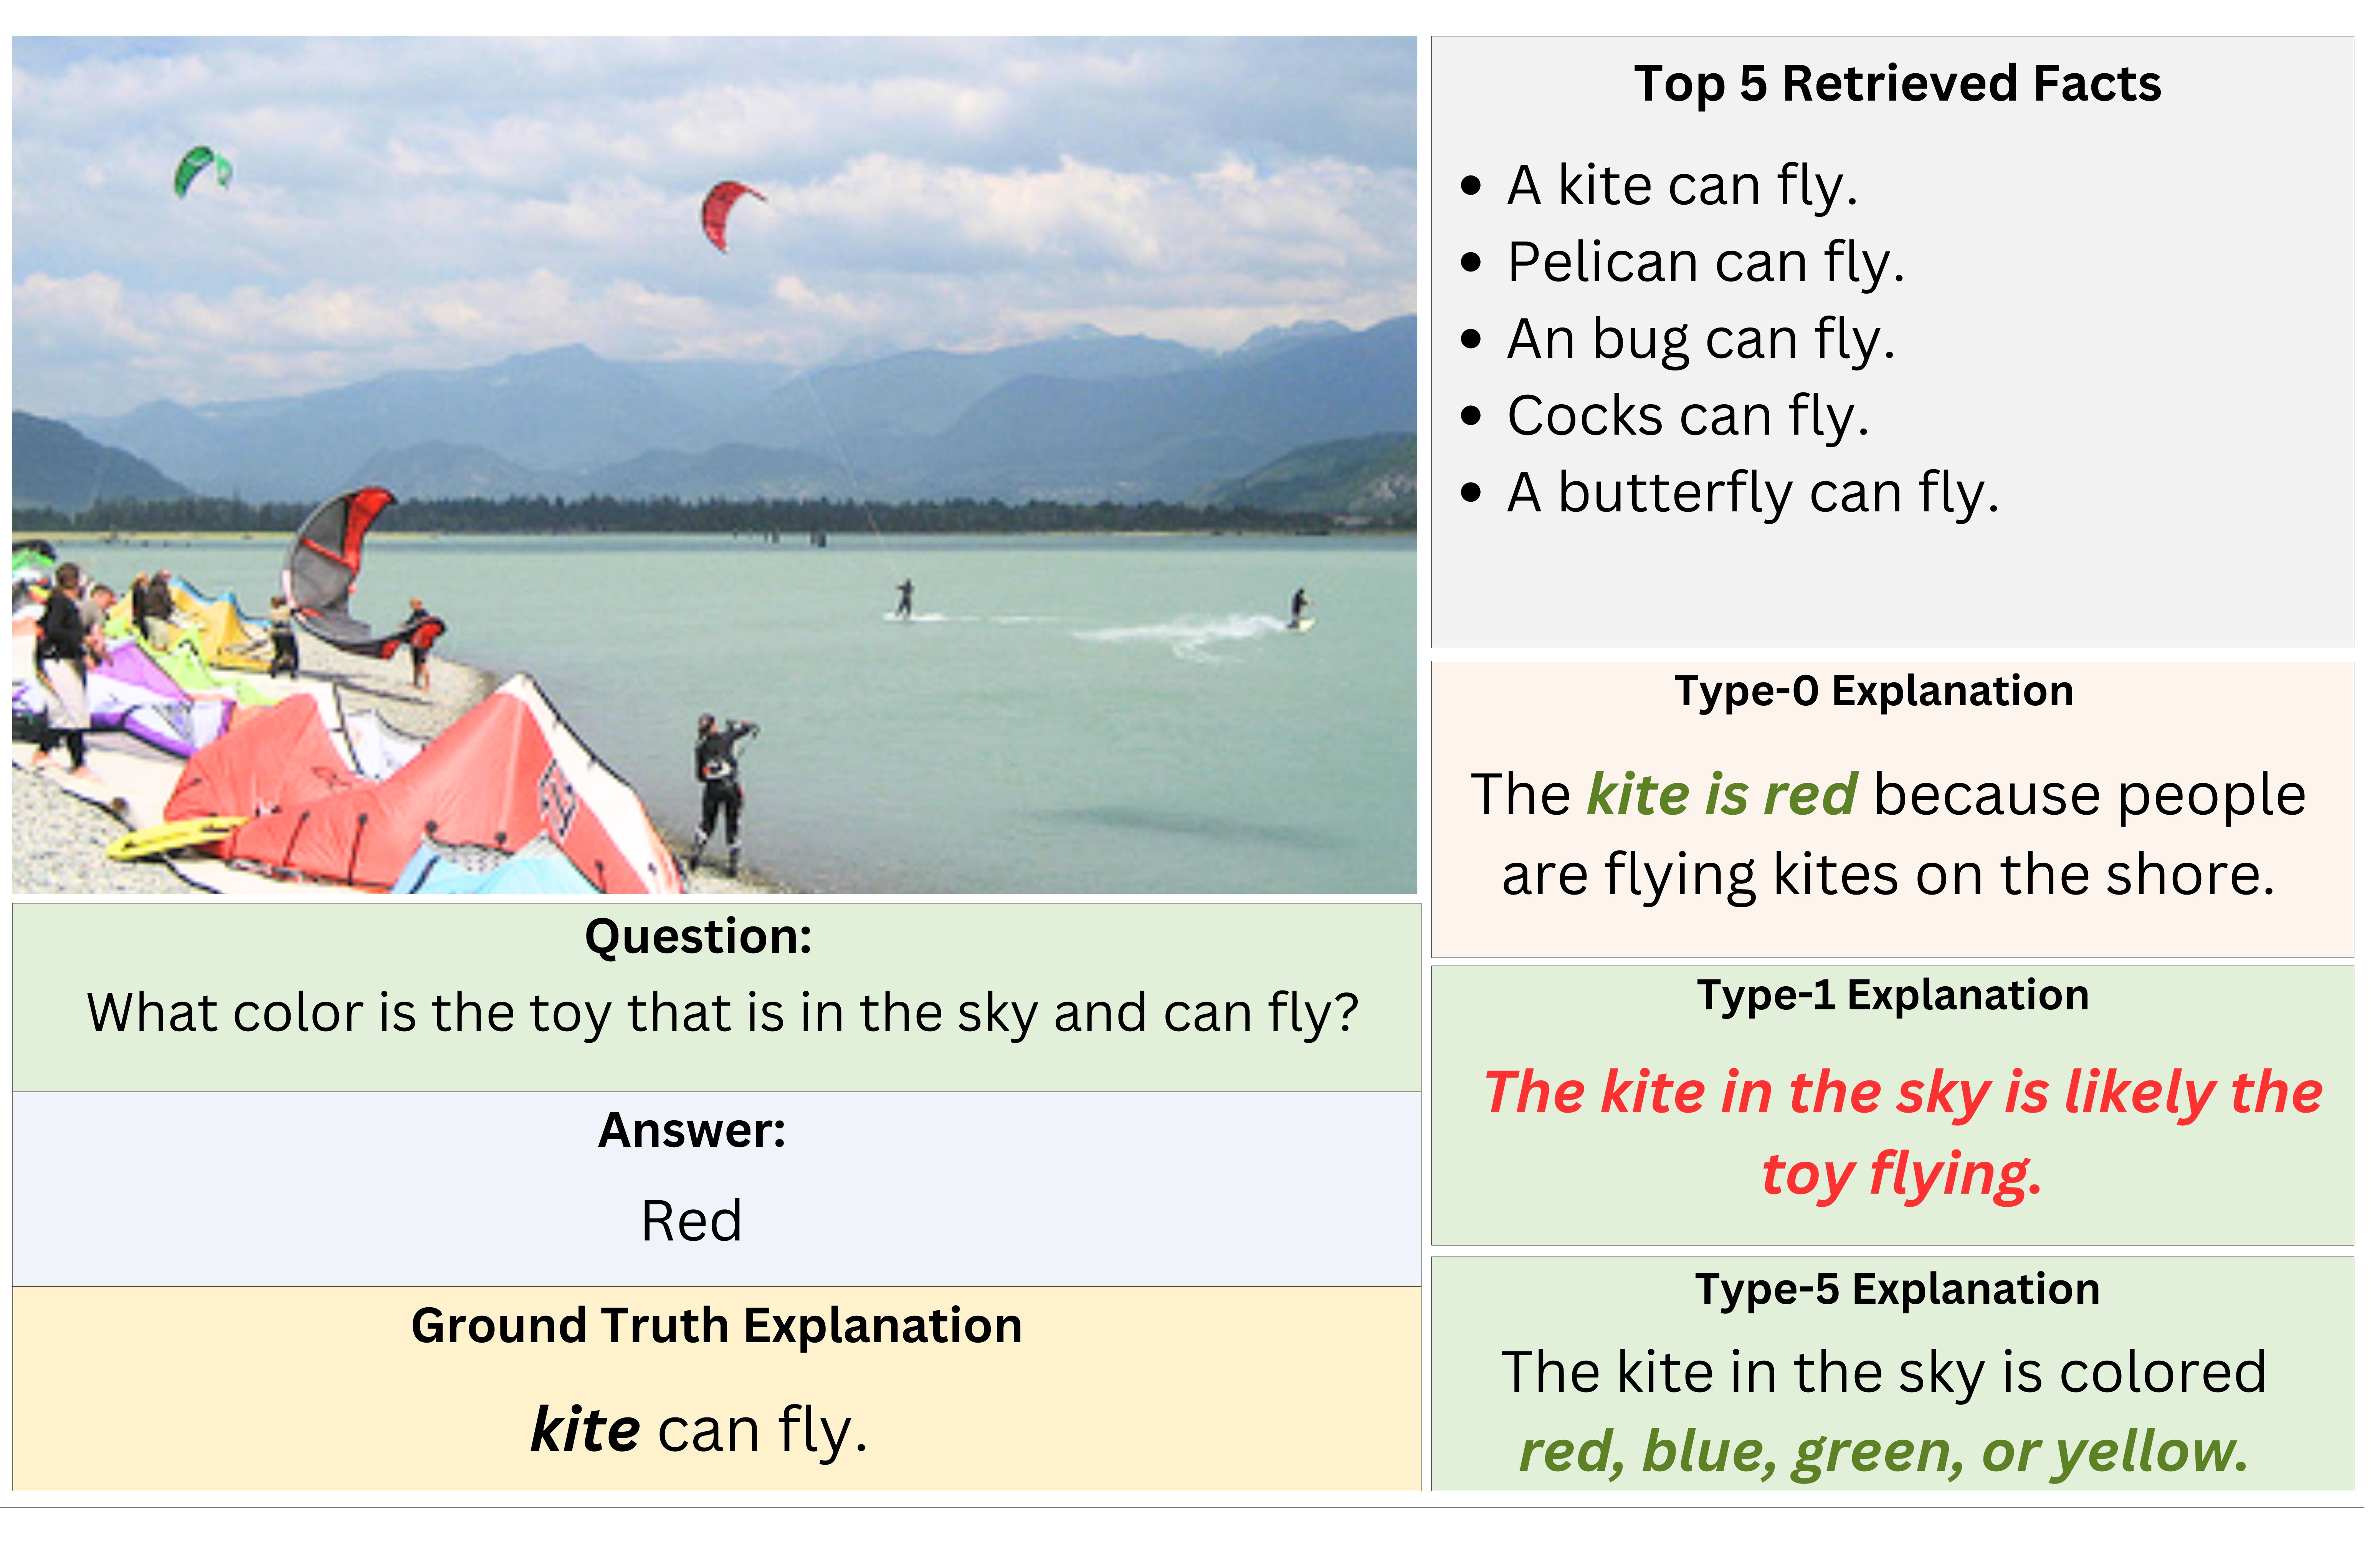 Top 5 Retrieved Facts
• A kite can fly.
• Pelican can fly.
• An bug can fly.
• Cocks can fly.
• A butterfly can fly.
Type-0 Explanation
The kite is red because people
are flying kites on the shore.
Question:
What color is the toy that is in the sky and can fly?
Answer:
Red
Ground Truth Explanation
kite can fly.
Type-1 Explanation
The kite in the sky is likely the
toy flying.
Type-5 Explanation
The kite in the sky is colored
red, blue, green, or yellow.